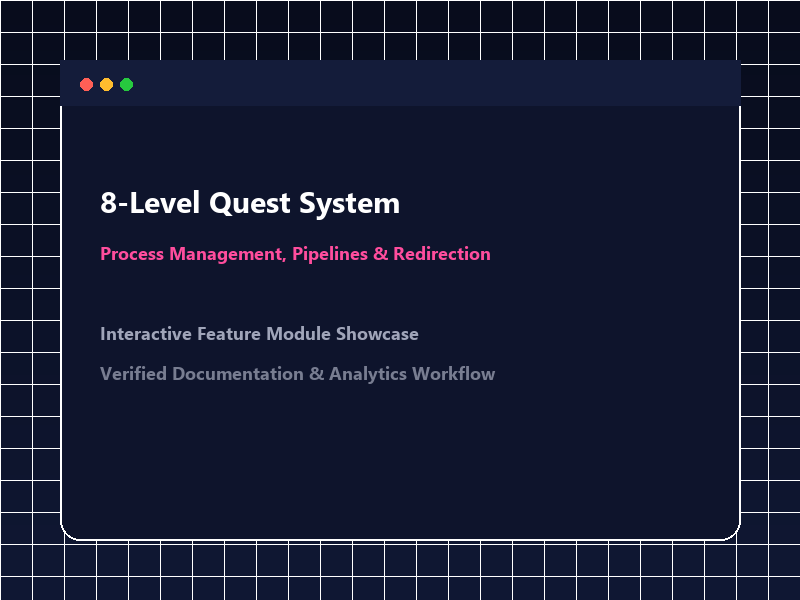 8-Level Quest System
Process Management, Pipelines & Redirection
Interactive Feature Module Showcase
Verified Documentation & Analytics Workflow